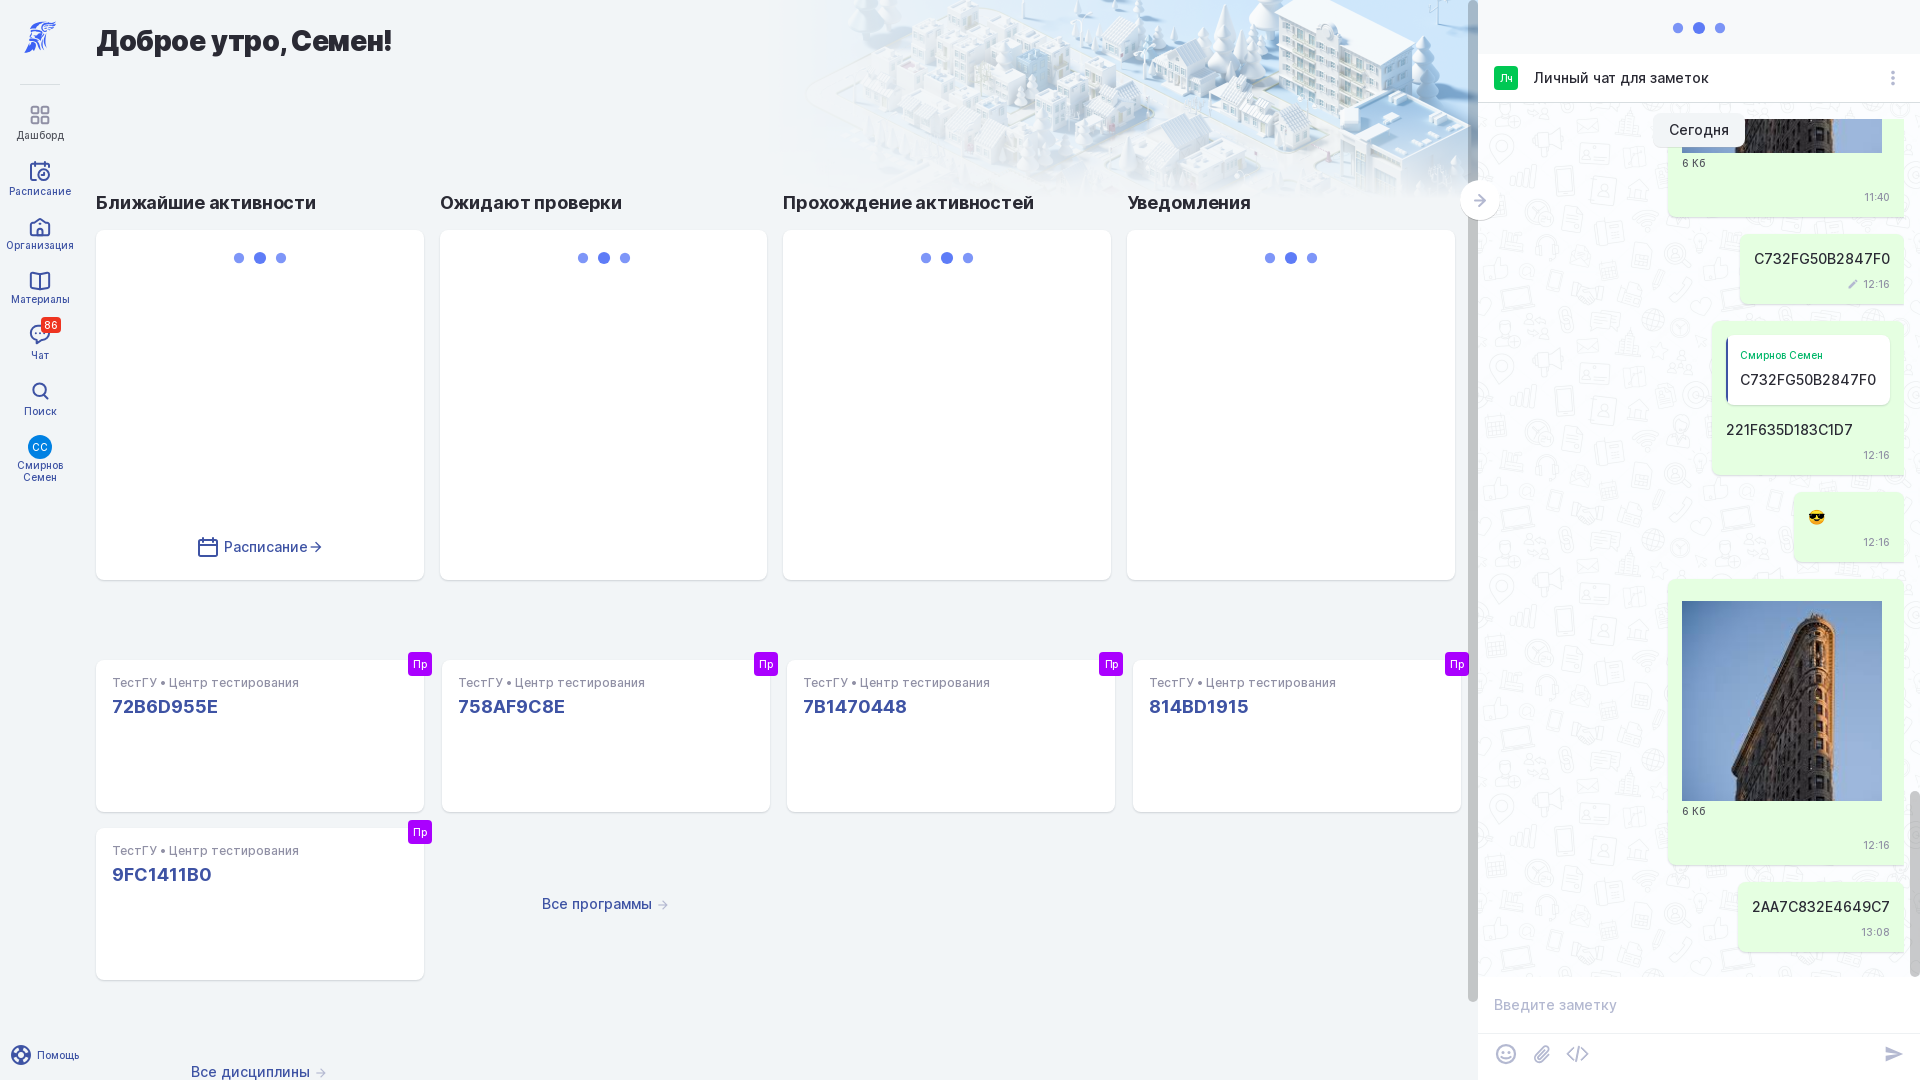 Дашборд
Расписание
Организация
Материалы
86
Чат
Поиск
СС
Смирнов
Семен
Помощь
Доброе утро, Семен!
Ближайшие активности
Расписание
Ожидают проверки
Прохождение активностей
Уведомления
Пр
ТестГУ • Центр тестирования
72B6D955E
Пр
ТестГУ • Центр тестирования
758AF9C8E
Пр
ТестГУ • Центр тестирования
7B1470448
Пр
ТестГУ • Центр тестирования
814BD1915
Пр
ТестГУ • Центр тестирования
9FC1411B0
Все программы
Все дисциплины
Лч
Личный чат для заметок
Сегодня
6 Кб
11:40
C732FG50B2847F0
12:16
Смирнов Семен
C732FG50B2847F0
221F635D183C1D7
12:16
😎
12:16
6 Кб
12:16
2AA7C832E4649C7
13:08
Введите заметку